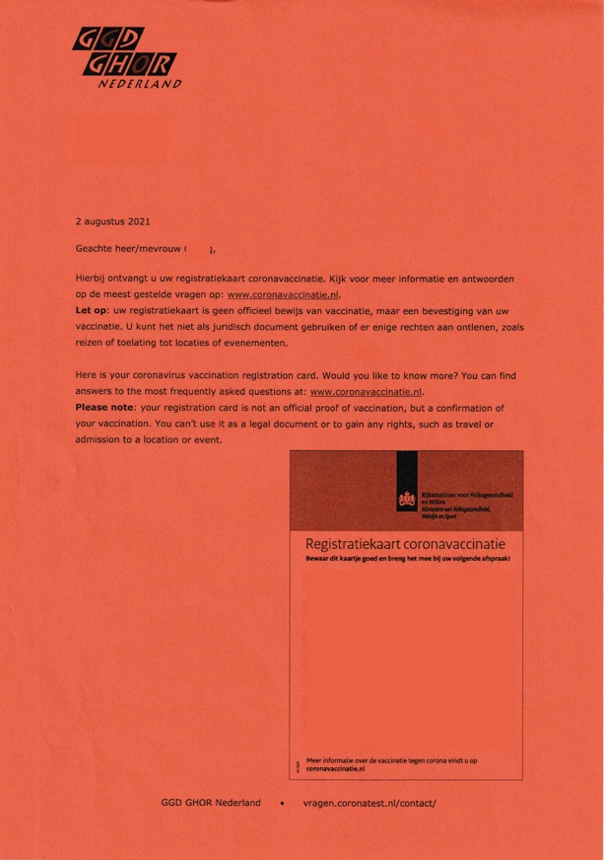 GGD
GHOR
NEDERLAND
2 augustus 2021
Geachte heer/mevrouw ,
Hierbij ontvangt u uw registratiekaart coronavaccinatie. Kijk voor meer informatie en antwoorden
op de meest gestelde vragen op: www.coronavaccinatie.nl.
Let op: uw registratiekaart is geen officieel bewijs van vaccinatie, maar een bevestiging van uw
vaccinatie. U kunt het niet als juridisch document gebruiken of er enige rechten aan ontlenen, zoals
reizen of toelating tot locaties of evenementen.
Here is your coronavirus vaccination registration card. Would you like to know more? You can find
answers to the most frequently asked questions at: www.coronavaccinatie.nl.
Please note: your registration card is not an official proof of vaccination, but a confirmation of
your vaccination. You can't use it as a legal document or to gain any rights, such as travel or
admission to a location or event.
Rijksinstituut voor Volksgezondheid
en Milieu
Ministerie van Volksgezondheid,
Welzijn en Sport
Registratiekaart coronavaccinatie
Bewaar dit kaartje goed en breng het mee bij uw volgende afspraak!
Meer informatie over de vaccinatie tegen corona vindt u op
coronavaccinatie.nl
GGD GHOR Nederland • vragen.coronatest.nl/contact/